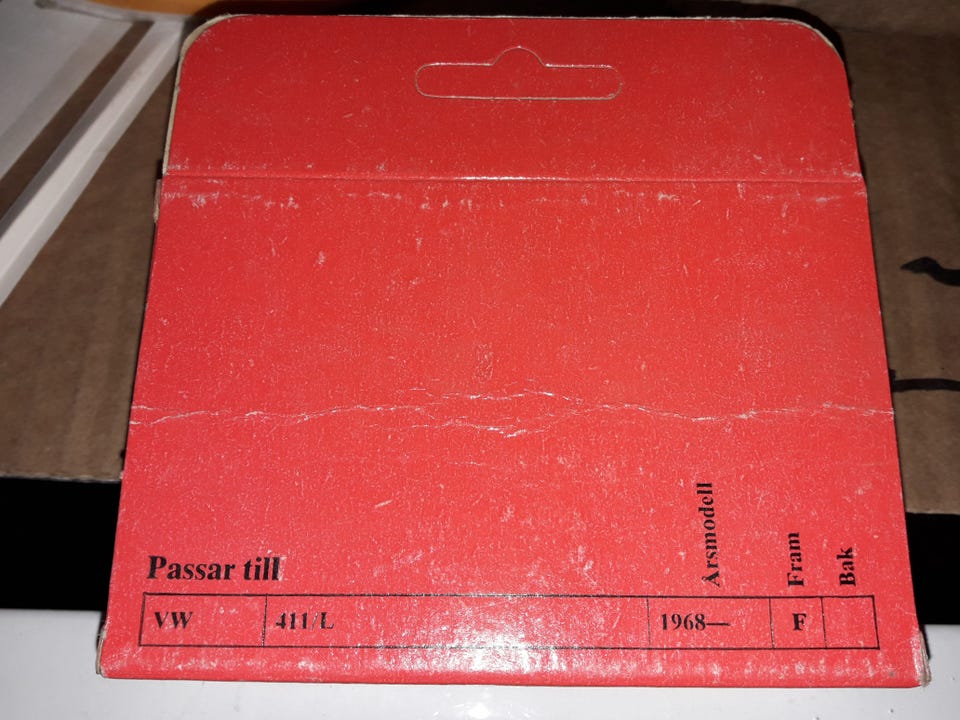 Passar till Årsmodell Fram Bak
VW 411/L 1968— F